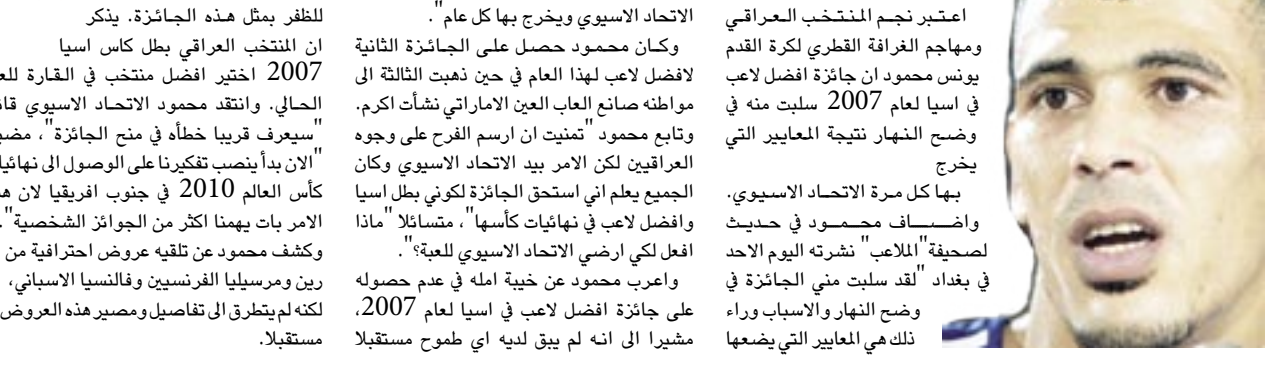 اعتبر نجم المنتخب العراقي
ومهاجم الغرافة القطري لكرة القدم
يونس محمود ان جائزة افضل لاعب
في اسيا لعام 2007 سلبت منه في
وضح النهار نتيجة المعايير التي
يخرج
بها كل مرة الاتحاد الاسيوي.
واضاف محمود في حديث
لصحيفة"الملاعب" نشرته اليوم الاحد
في بغداد "لقد سلبت مني الجائزة في
وضح النهار والاسباب وراء
ذلك هي المعايير التي يضعها
الاتحاد الاسيوي ويخرج بها كل عام".
وكان محمود حصل على الجائزة الثانية
لافضل لاعب لهذا العام في حين ذهبت الثالثة الى
مواطنه صانع العاب العين الاماراتي نشأت اكرم.
وتابع محمود "تمنيت ان ارسم الفرح على وجوه
العراقيين لكن الامر بيد الاتحاد الاسيوي وكان
الجميع يعلم اني استحق الجائزة لكوني بطل اسيا
وافضل لاعب في نهائيات كأسها"، متسائلا "ماذا
افعل لكي ارضي الاتحاد الاسيوي للعبة؟".
واعرب محمود عن خيبة امله في عدم حصوله
على جائزة افضل لاعب في اسيا لعام 2007،
مشيرا الى انه لم يبق لديه اي طموح مستقبلا
للظفر بمثل هذه الجائزة. يذكر
ان المنتخب العراقي بطل كاس اسيا
2007 اختير افضل منتخب في القارة
الحالي. وانتقد محمود الاتحاد الاسيوي
"سيعرف قريبا خطأه في منح الجائزة"،
"الان بدأ ينصب تفكيرنا على الوصول الى
كأس العالم 2010 في جنوب افريقيا لان
الامر بات يهمنا اكثر من الجوائز الشخصية".
وكشف محمود عن تلقيه عروض احترافية من
رين ومرسيليا الفرنسيين وفالنسيا الاسباني،
لكنه لم يتطرق الى تفاصيل ومصير هذه العروض
مستقبلا.